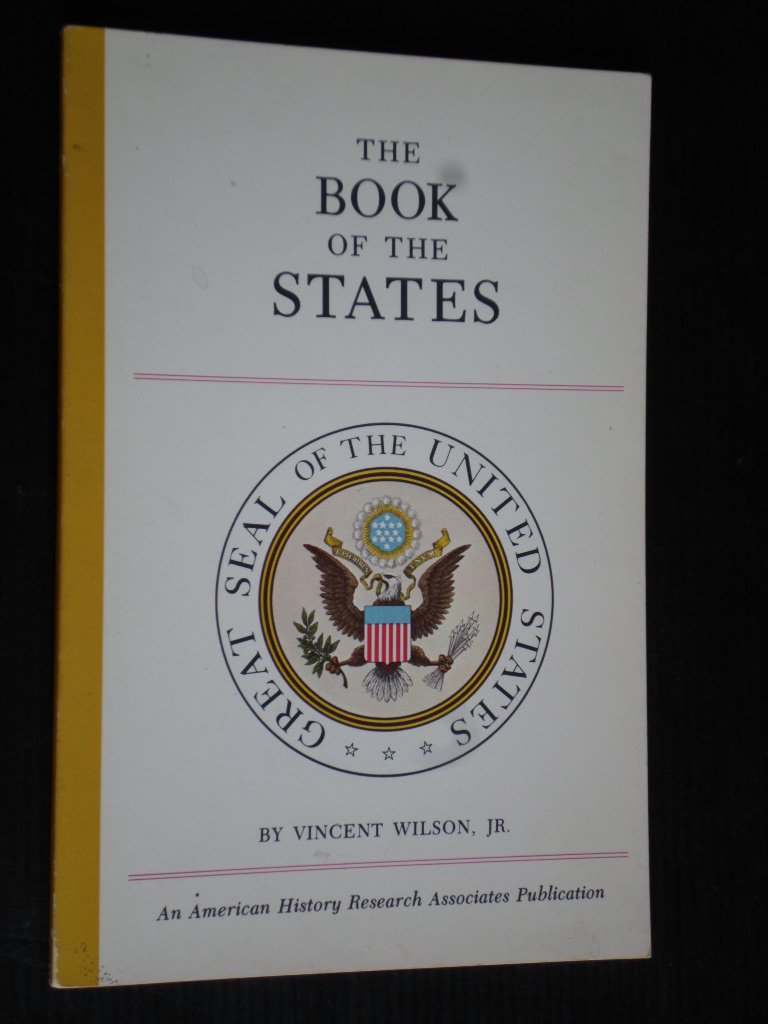 THE
BOOK
OF THE
STATES
GREAT SEAL OF THE UNITED STATES
BY VINCENT WILSON, JR.
An American History Research Associates Publication